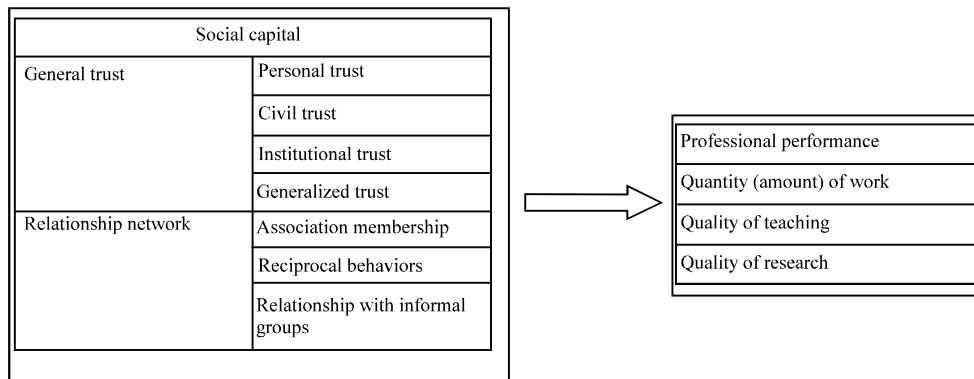 Social capital
General trust
Personal trust
Civil trust
Institutional trust
Generalized trust
Relationship network
Association membership
Reciprocal behaviors
Relationship with informal
groups
Professional performance
Quantity (amount) of work
Quality of teaching
Quality of research